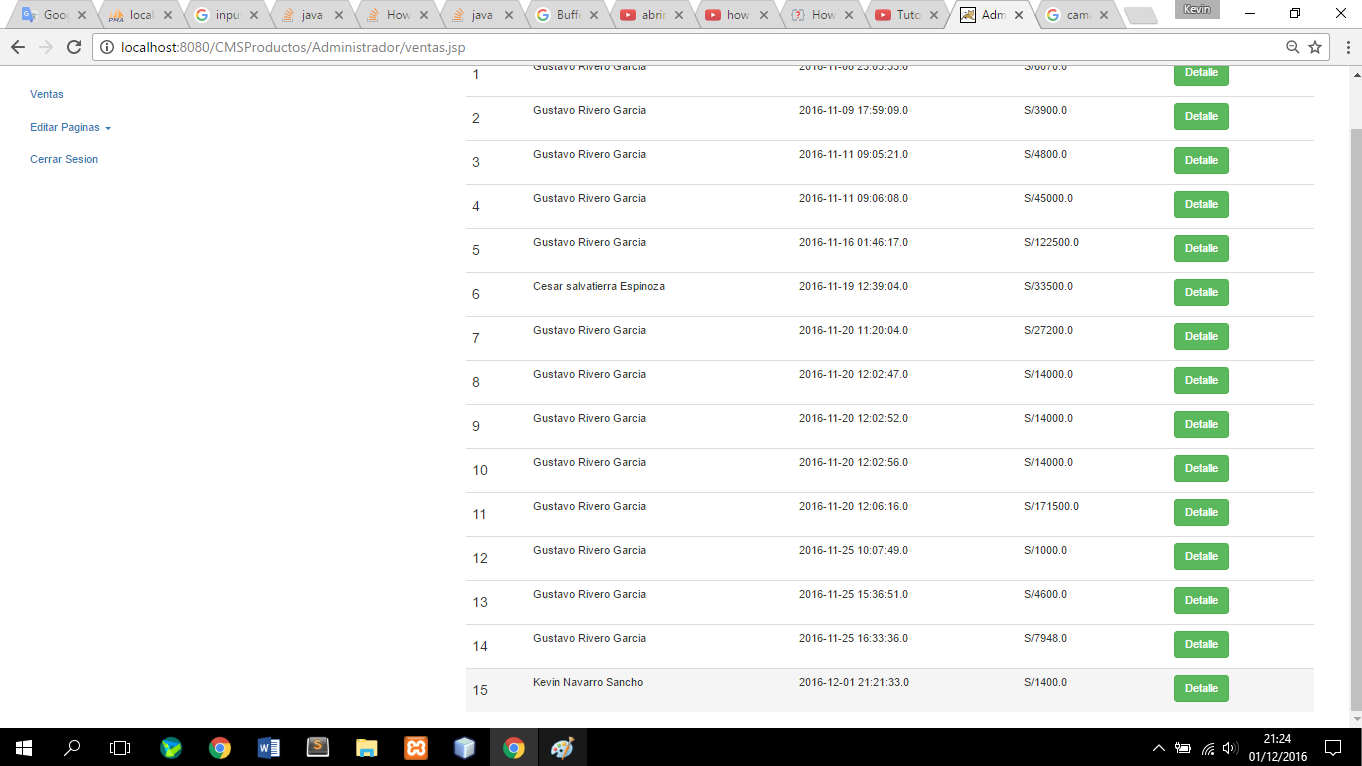 Goog
local
input
java
How
java
Buff
abrir
how
How
Tuto
Adm
cam
Kevin
localhost:8080/CMSProductos/Administrador/ventas.jsp
Ventas
Editar Paginas
Cerrar Sesion
1 Gustavo Rivero Garcia Detalle
2 Gustavo Rivero Garcia 2016-11-09 17:59:09.0 S/3900.0 Detalle
3 Gustavo Rivero Garcia 2016-11-11 09:05:21.0 S/4800.0 Detalle
4 Gustavo Rivero Garcia 2016-11-11 09:06:08.0 S/45000.0 Detalle
5 Gustavo Rivero Garcia 2016-11-16 01:46:17.0 S/122500.0 Detalle
6 Cesar salvatierra Espinoza 2016-11-19 12:39:04.0 S/33500.0 Detalle
7 Gustavo Rivero Garcia 2016-11-20 11:20:04.0 S/27200.0 Detalle
8 Gustavo Rivero Garcia 2016-11-20 12:02:47.0 S/14000.0 Detalle
9 Gustavo Rivero Garcia 2016-11-20 12:02:52.0 S/14000.0 Detalle
10 Gustavo Rivero Garcia 2016-11-20 12:02:56.0 S/14000.0 Detalle
11 Gustavo Rivero Garcia 2016-11-20 12:06:16.0 S/171500.0 Detalle
12 Gustavo Rivero Garcia 2016-11-25 10:07:49.0 S/1000.0 Detalle
13 Gustavo Rivero Garcia 2016-11-25 15:36:51.0 S/4600.0 Detalle
14 Gustavo Rivero Garcia 2016-11-25 16:33:36.0 S/7948.0 Detalle
15 Kevin Navarro Sancho 2016-12-01 21:21:33.0 S/1400.0 Detalle
21:24
01/12/2016